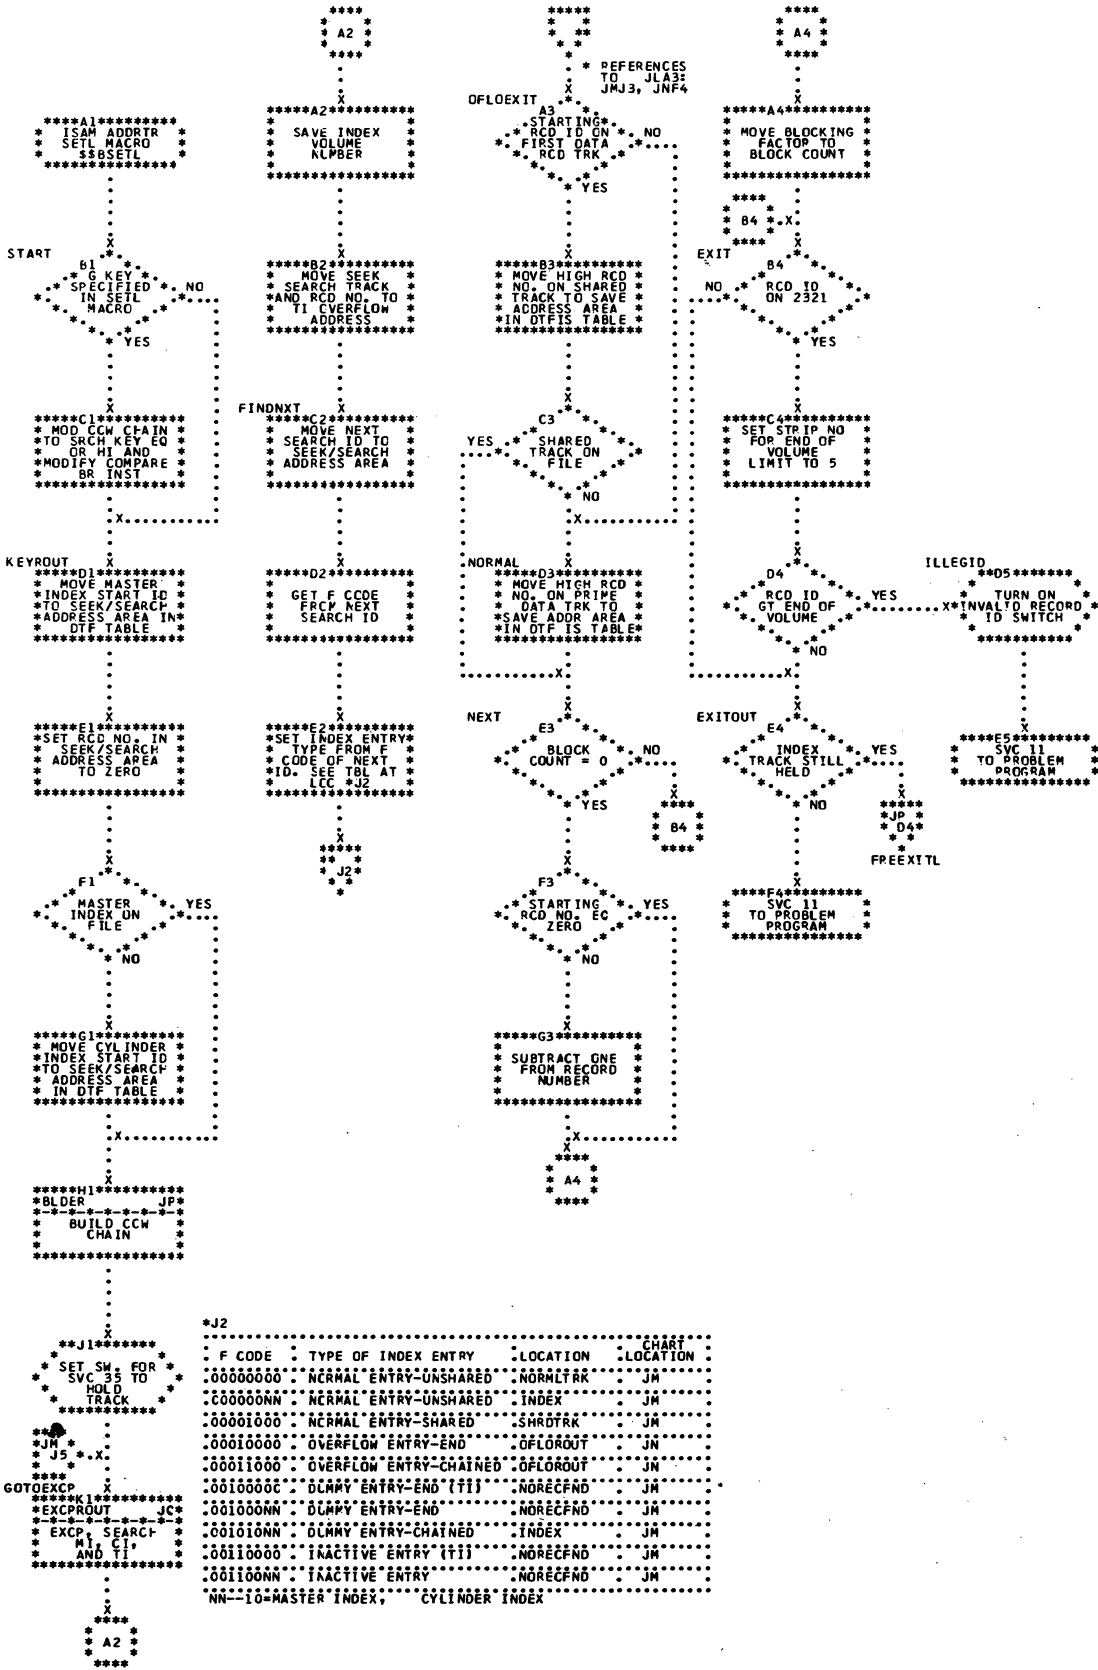 A2
A4
* REFERENCES
TO JLA3:
JMJ3, JNF4
A1
ISAM ADDRTR
SETL MACRO
$$BSETL
START
B1
G KEY
SPECIFIED
IN SETL
MACRO
NO
YES
C1
MOD CCW CHAIN
TO SRCH KEY EQ
OR HI AND
MODIFY COMPARE
BR INST
KEYROUT
D1
MOVE MASTER
INDEX START ID
TO SEEK/SEARCH
ADDRESS AREA IN
DTF TABLE
E1
SET RCD NO. IN
SEEK/SEARCH
ADDRESS AREA
TO ZERO
F1
MASTER
INDEX ON
FILE
YES
NO
G1
MOVE CYLINDER
INDEX START ID
TO SEEK/SEARCH
ADDRESS AREA
IN DTF TABLE
H1
BLDER JP
BUILD CCW
CHAIN
J1
SET SW. FOR
SVC 35 TO
HOLD
TRACK
JM
J5
GOTOEXCP
K1
EXCPROUT JC
EXCP, SEARCH
MI, CI,
AND TI
A2
A2
SAVE INDEX
VOLUME
NUMBER
B2
MOVE SEEK
SEARCH TRACK
AND RCD NO. TO
TI CVERFLOW
ADDRESS
FINDNXT
C2
MOVE NEXT
SEARCH ID TO
SEEK/SEARCH
ADDRESS AREA
D2
GET F CCDE
FRCM NEXT
SEARCH ID
E2
SET INDEX ENTRY
TYPE FROM F
CODE OF NEXT
ID. SEE TBL AT
LCC *J2
J2
OFLOEXIT
A3
STARTING
RCD ID ON
FIRST DATA
RCD TRK
NO
YES
B3
MOVE HIGH RCD
NO. ON SHARED
TRACK TO SAVE
ADDRESS AREA
IN DTFIS TABLE
C3
YES
SHARED
TRACK ON
FILE
NO
NORMAL
D3
MOVE HIGH RCD
NO. ON PRIME
DATA TRK TO
SAVE ADDR AREA
IN DTF IS TABLE
NEXT
E3
BLOCK
COUNT = 0
NO
YES
B4
F3
STARTING
RCD NO. EC
ZERO
YES
NO
G3
SUBTRACT ONE
FROM RECORD
NUMBER
A4
A4
MOVE BLOCKING
FACTOR TO
BLOCK COUNT
B4
EXIT
B4
NO
RCD ID
ON 2321
YES
C4
SET STRIP NO
FOR END OF
VOLUME
LIMIT TO 5
D4
RCD ID
GT END OF
VOLUME
YES
NO
ILLEGID
D5
TURN ON
INVALID RECORD
ID SWITCH
E5
SVC 11
TO PROBLEM
PROGRAM
EXITOUT
E4
INDEX
TRACK STILL
HELD
YES
NO
JP
D4
FREEXITL
F4
SVC 11
TO PROBLEM
PROGRAM
*J2
F CODE TYPE OF INDEX ENTRY LOCATION CHART LOCATION
00000000 NCRMAL ENTRY-UNSHARED NORMLTRK JM
C00000NN NCRMAL ENTRY-UNSHARED INDEX JM
00001000 NCRMAL ENTRY-SHARED SHRDTRK JM
00010000 OVERFLOW ENTRY-END OFLOROUT JN
00011000 OVERFLOW ENTRY-CHAINED OFLOROUT JN
0010000C DLMMY ENTRY-END (TI) NORECFND JM
001000NN DLMMY ENTRY-END NORECFND JM
001010NN DLMMY ENTRY-CHAINED INDEX JM
00110000 INACTIVE ENTRY (TI) NORECFND JM
001100NN INACTIVE ENTRY NORECFND JM
NN--10=MASTER INDEX, CYLINDER INDEX